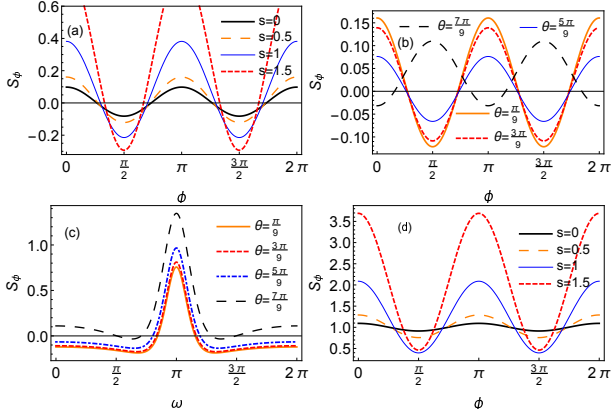 (a)
s=0
s=0.5
s=1
s=1.5
S_ϕ
0.6
0.4
0.2
0.0
-0.2
0 π/2 π 3π/2 2π
ϕ
(b)
θ=7π/9 θ=5π/9
θ=π/9
θ=3π/9
S_ϕ
0.15
0.10
0.05
0.00
-0.05
-0.10
0 π/2 π 3π/2 2π
ϕ
(c)
θ=π/9
θ=3π/9
θ=5π/9
θ=7π/9
S_ϕ
1.0
0.5
0.0
0 π/2 π 3π/2 2π
ω
(d)
s=0
s=0.5
s=1
s=1.5
S_ϕ
3.5
3.0
2.5
2.0
1.5
1.0
0.5
0 π/2 π 3π/2 2π
ϕ